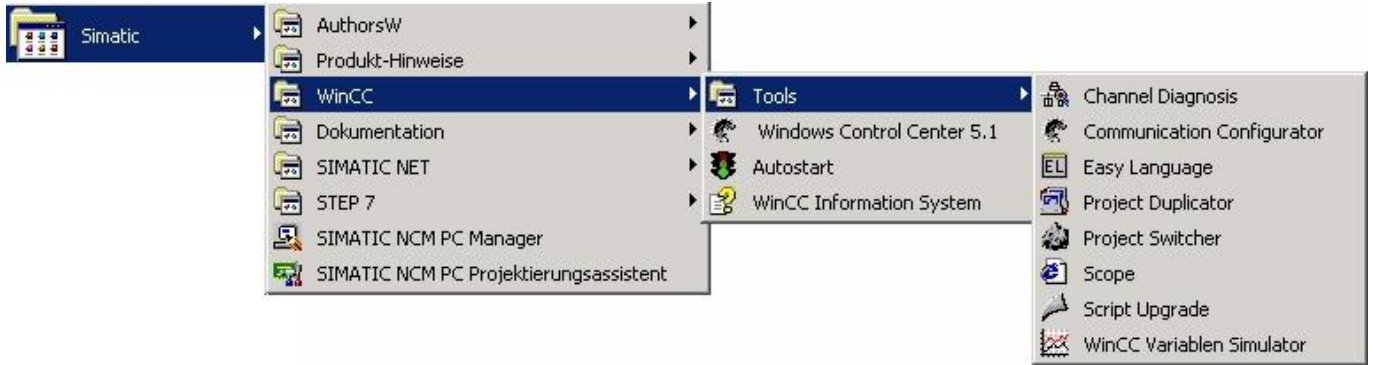 Simatic
AuthorsW
Produkt-Hinweise
WinCC
Dokumentation
SIMATIC NET
STEP 7
SIMATIC NCM PC Manager
SIMATIC NCM PC Projektierungsassistent
Tools
Windows Control Center 5.1
Autostart
WinCC Information System
Channel Diagnosis
Communication Configurator
EL Easy Language
Project Duplicator
Project Switcher
Scope
Script Upgrade
WinCC Variablen Simulator